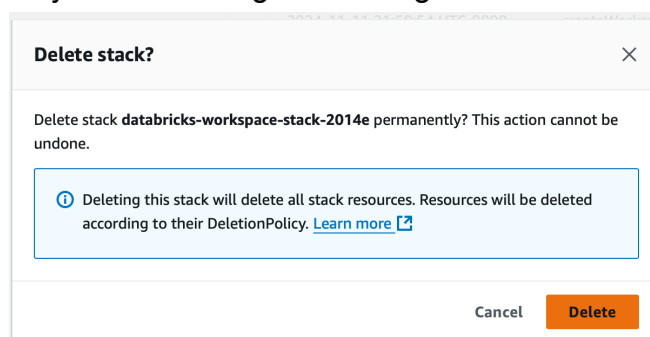 Delete stack?
Delete stack databricks-workspace-stack-2014e permanently? This action cannot be
undone.
Deleting this stack will delete all stack resources. Resources will be deleted
according to their DeletionPolicy. Learn more
Cancel Delete